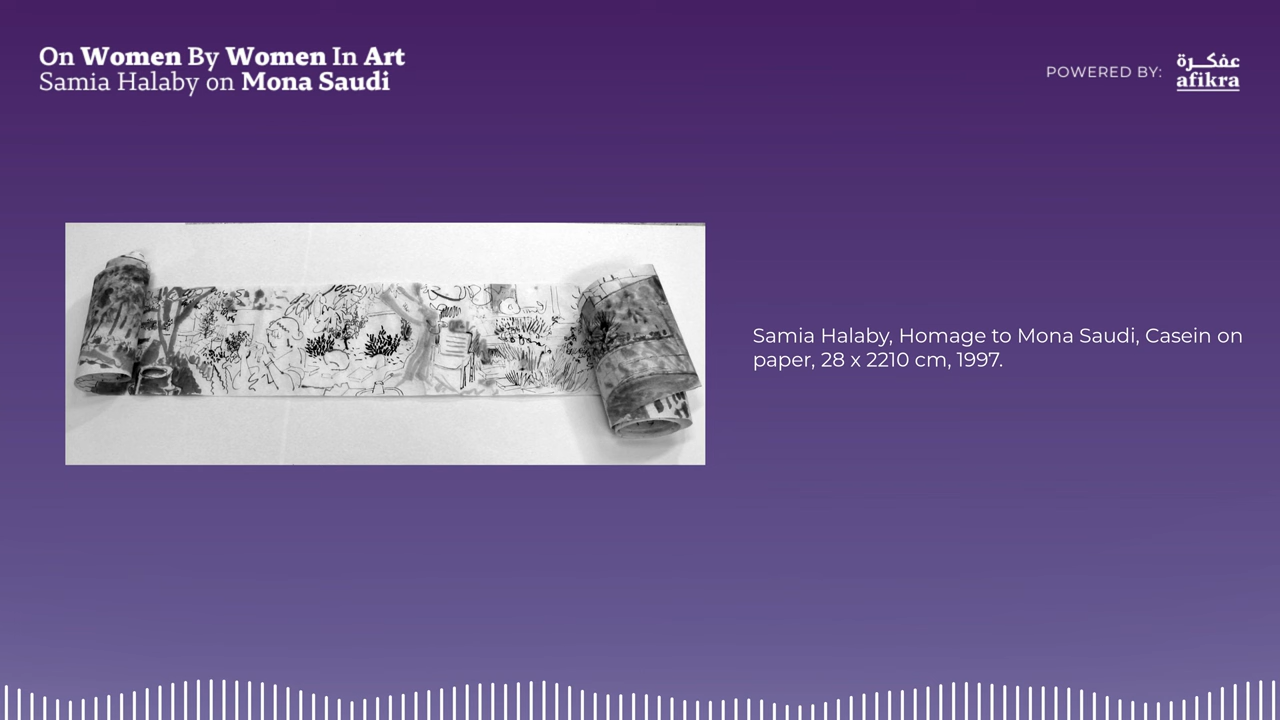 On Women By Women In Art
Samia Halaby on Mona Saudi
POWERED BY:
عفكرة
afikra
Samia Halaby, Homage to Mona Saudi, Casein on
paper, 28 x 2210 cm, 1997.